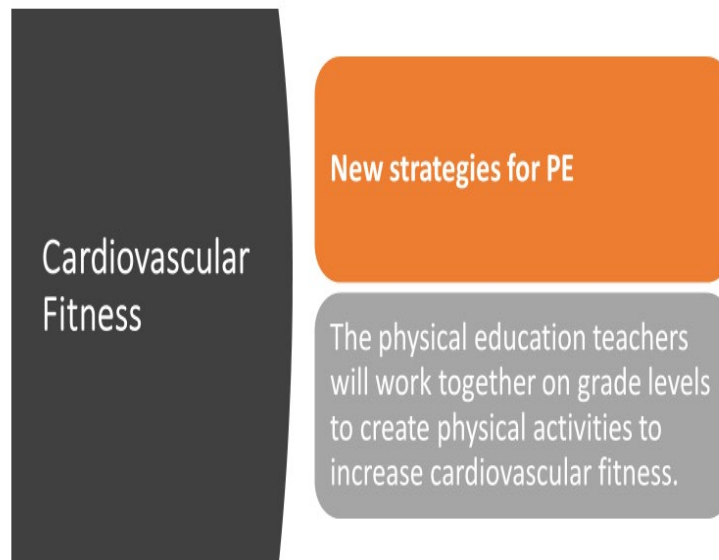 Cardiovascular
Fitness
New strategies for PE
The physical education teachers
will work together on grade levels
to create physical activities to
increase cardiovascular fitness.